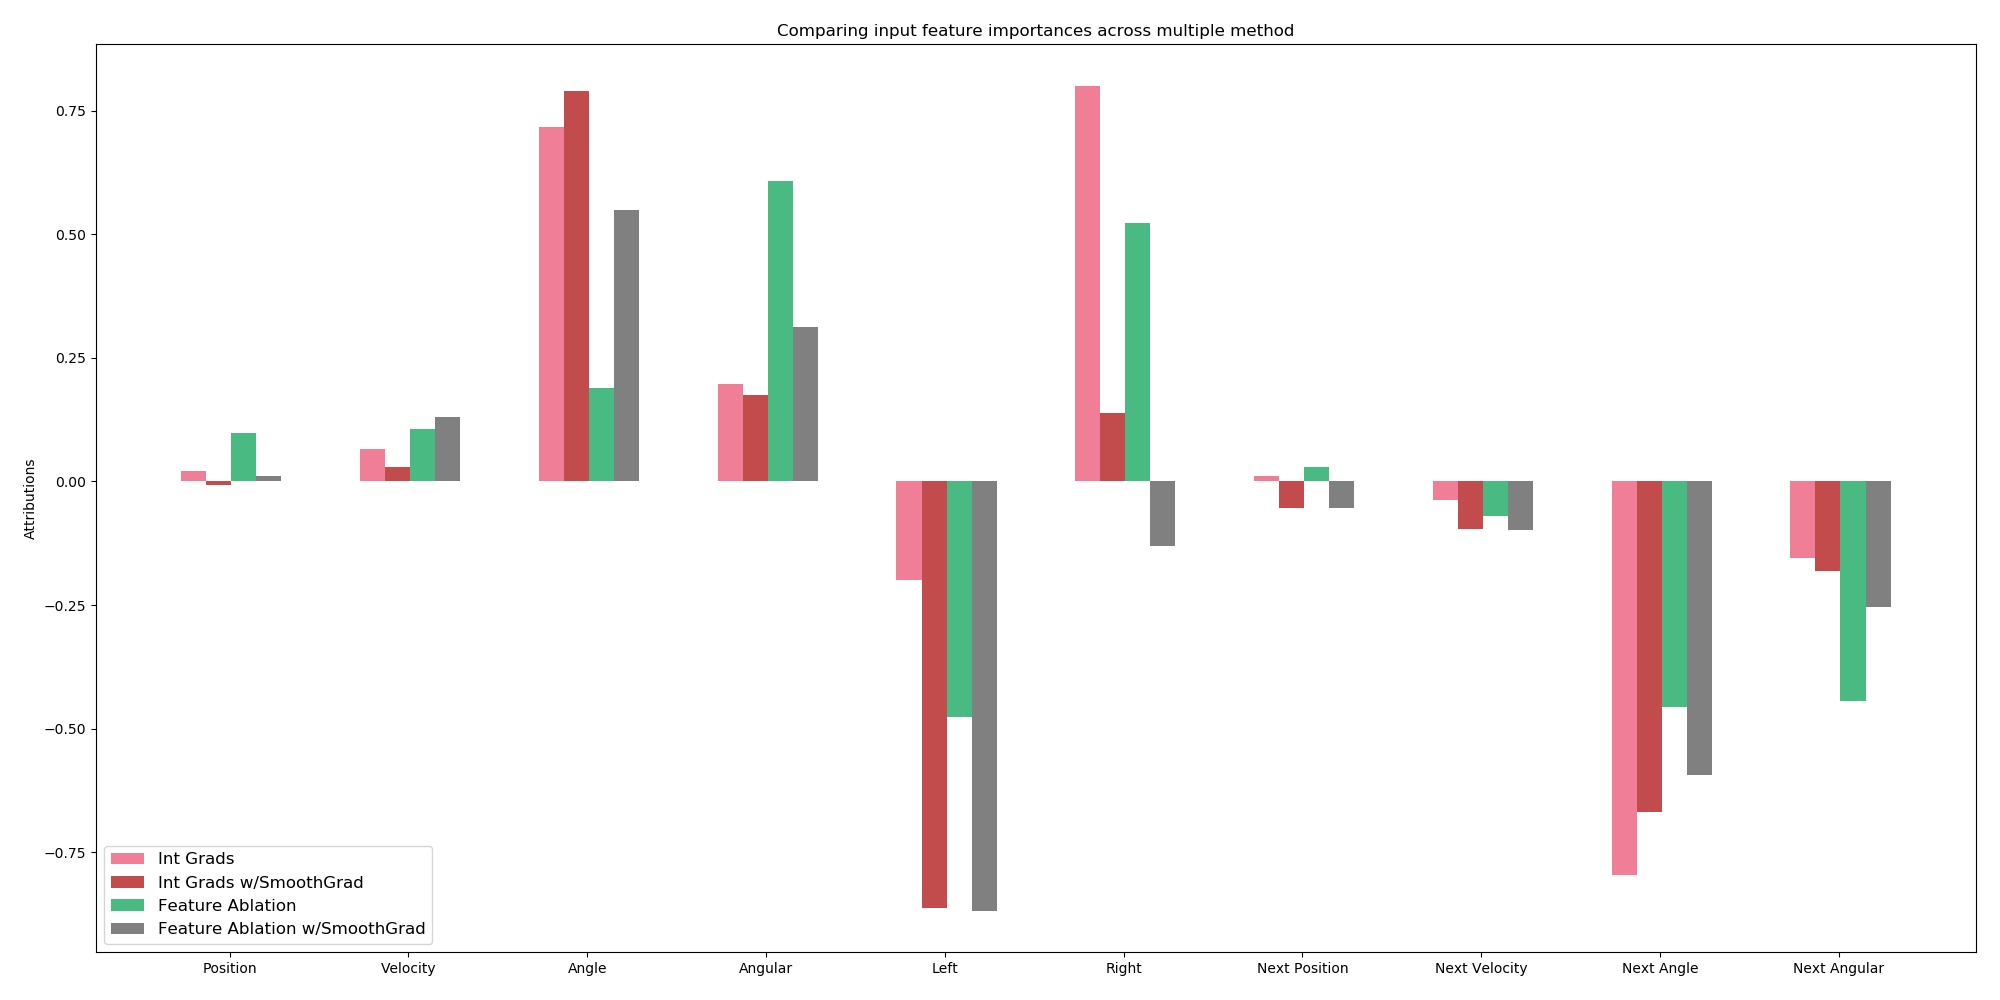 Comparing input feature importances across multiple method
Attributions
0.75
0.50
0.25
0.00
−0.25
−0.50
−0.75
Int Grads
Int Grads w/SmoothGrad
Feature Ablation
Feature Ablation w/SmoothGrad
Position Velocity Angle Angular Left Right Next Position Next Velocity Next Angle Next Angular